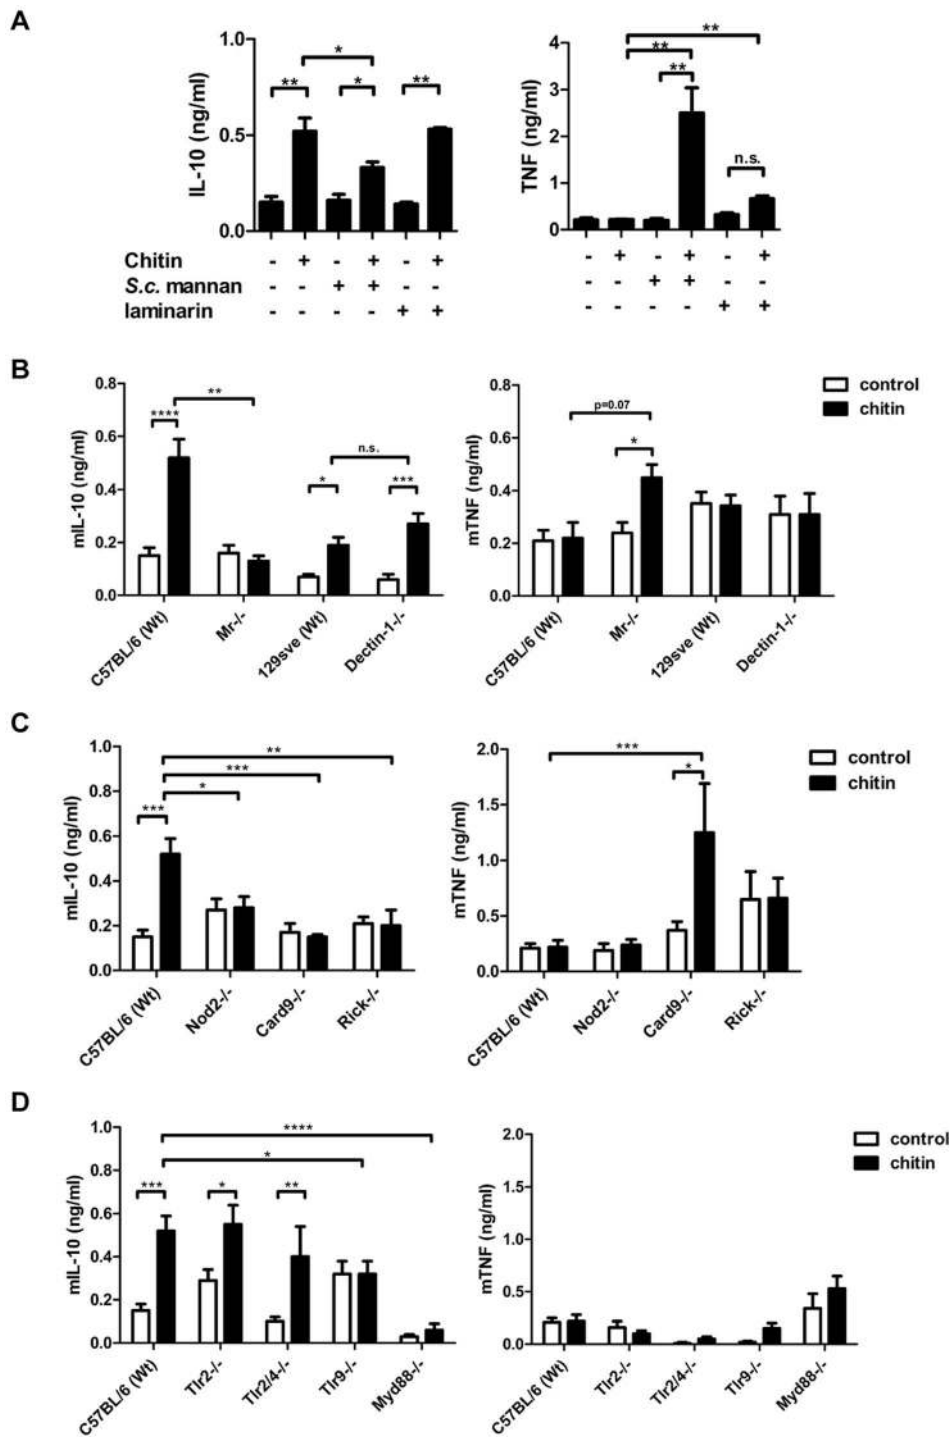 A
IL-10 (ng/ml)
1.0
0.5
0.0
**
*
*
**
TNF (ng/ml)
4
3
2
1
0
**
**
**
n.s.
Chitin - + - + - + - + - + - +
S.c. mannan - - + + - - - - + + - -
laminarin - - - - + + - - - - + +
B
mIL-10 (ng/ml)
0.8
0.6
0.4
0.2
0.0
****
**
*
n.s.
***
C57BL/6 (Wt)
Mr-/-
129sve (Wt)
Dectin-1-/-
mTNF (ng/ml)
0.8
0.6
0.4
0.2
0.0
p=0.07
*
C57BL/6 (Wt)
Mr-/-
129sve (Wt)
Dectin-1-/-
control
chitin
C
mIL-10 (ng/ml)
1.0
0.8
0.6
0.4
0.2
0.0
**
***
*
***
C57BL/6 (Wt)
Nod2-/-
Card9-/-
Rick-/-
mTNF (ng/ml)
2.0
1.5
1.0
0.5
0.0
***
*
C57BL/6 (Wt)
Nod2-/-
Card9-/-
Rick-/-
control
chitin
D
mIL-10 (ng/ml)
1.0
0.8
0.6
0.4
0.2
0.0
****
*
***
*
**
C57BL/6 (Wt)
Tlr2-/-
Tlr2/4-/-
Tlr9-/-
Myd88-/-
mTNF (ng/ml)
2.0
1.5
1.0
0.5
0.0
C57BL/6 (Wt)
Tlr2-/-
Tlr2/4-/-
Tlr9-/-
Myd88-/-
control
chitin